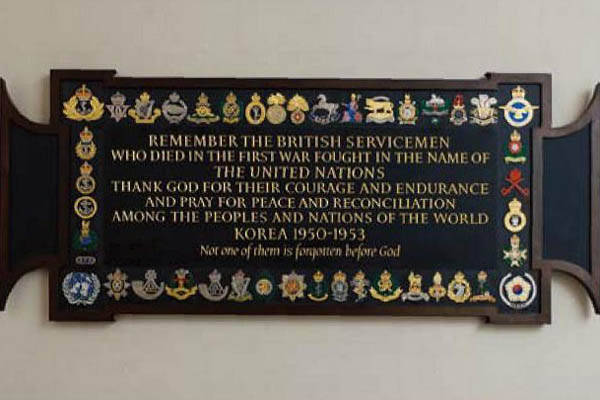 REMEMBER THE BRITISH SERVICEMEN
WHO DIED IN THE FIRST WAR FOUGHT IN THE NAME OF
THE UNITED NATIONS
THANK GOD FOR THEIR COURAGE AND ENDURANCE
AND PRAY FOR PEACE AND RECONCILIATION
AMONG THE PEOPLES AND NATIONS OF THE WORLD
KOREA 1950-1953
Not one of them is forgotten before God